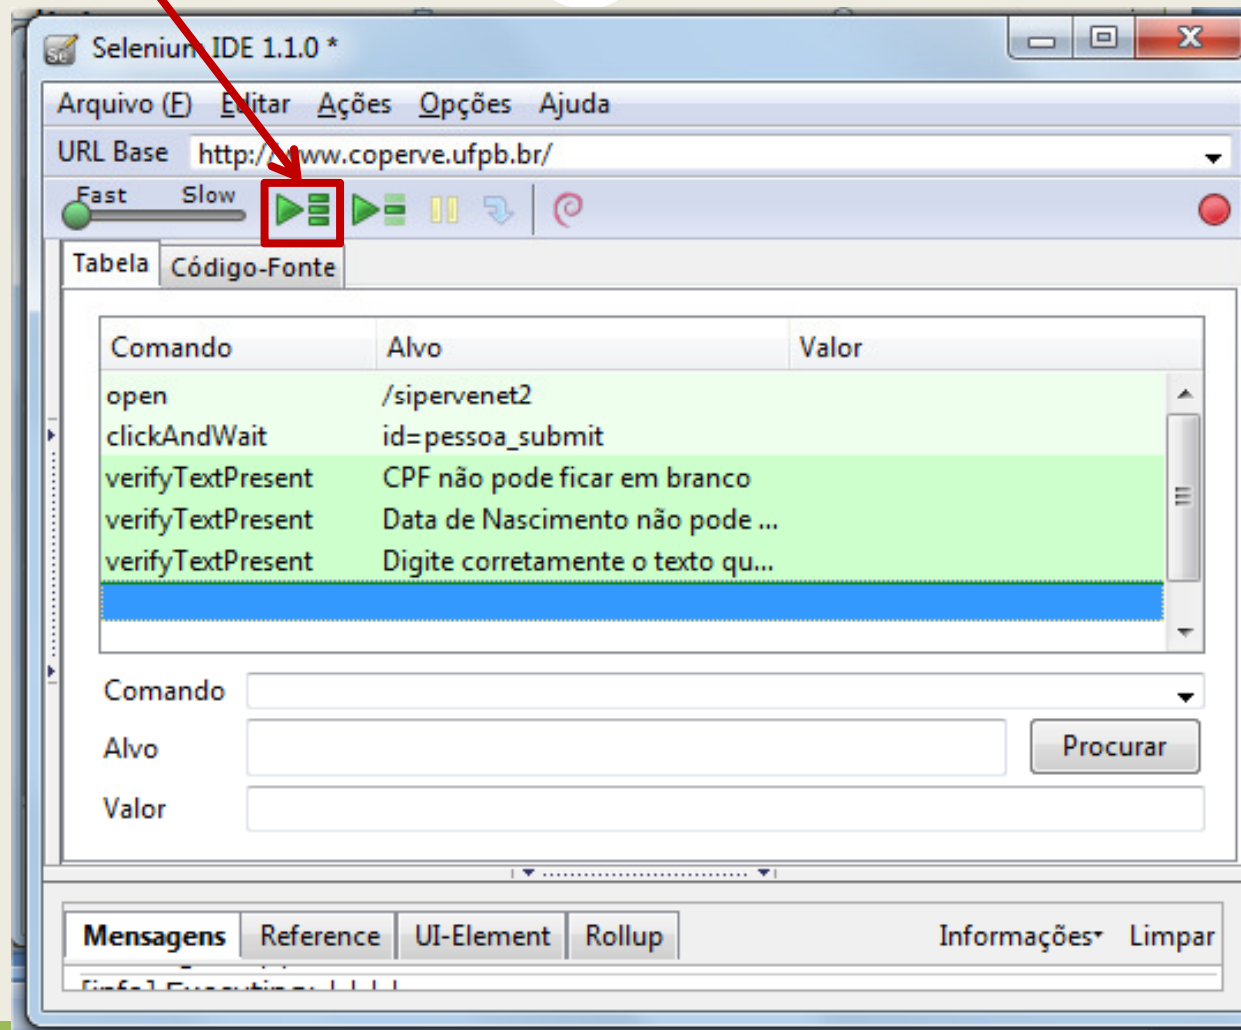 Selenium IDE 1.1.0 *
Arquivo (F) Editar Ações Opções Ajuda
URL Base http://www.coperve.ufpb.br/
Fast Slow
Tabela Código-Fonte
Comando Alvo Valor
open /sipervenet2
clickAndWait id=pessoa_submit
verifyTextPresent CPF não pode ficar em branco
verifyTextPresent Data de Nascimento não pode ...
verifyTextPresent Digite corretamente o texto qu...
Comando
Alvo Procurar
Valor
Mensagens Reference UI-Element Rollup Informações Limpar
[info] Executing: | | | |